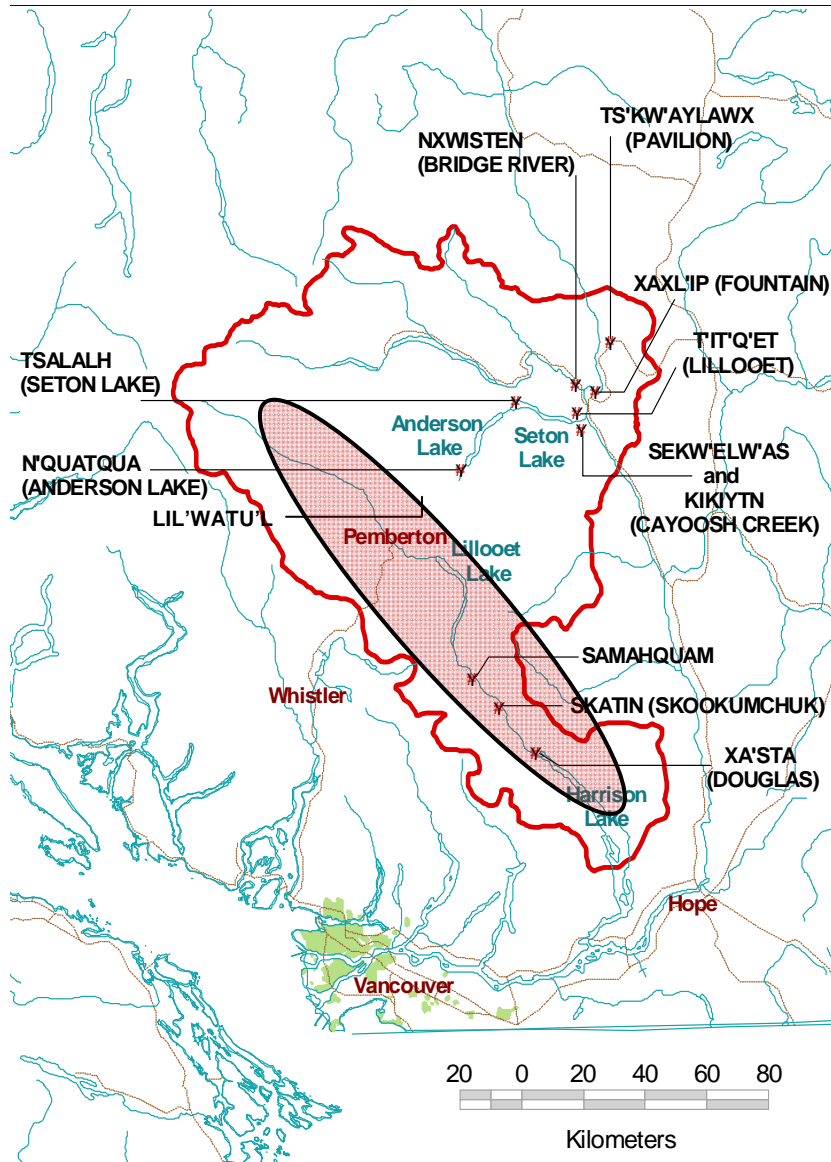 TS'KW'AYLAWX
(PAVILION)
NXWISTEN
(BRIDGE RIVER)
XAXL'IP (FOUNTAIN)
T'IT'Q'ET
(LILLOOET)
TSALALH
(SETON LAKE)
Anderson
Lake
Seton
Lake
SEKW'ELW'AS
and
KIKIYTN
(CAYOOSH CREEK)
N'QUATQUA
(ANDERSON LAKE)
LIL’WATU’L
Pemberton
Lillooet
Lake
SAMAHQUAM
Whistler
SKATIN (SKOOKUMCHUK)
XA'STA
(DOUGLAS)
Harrison
Lake
Hope
Vancouver
20 0 20 40 60 80
Kilometers